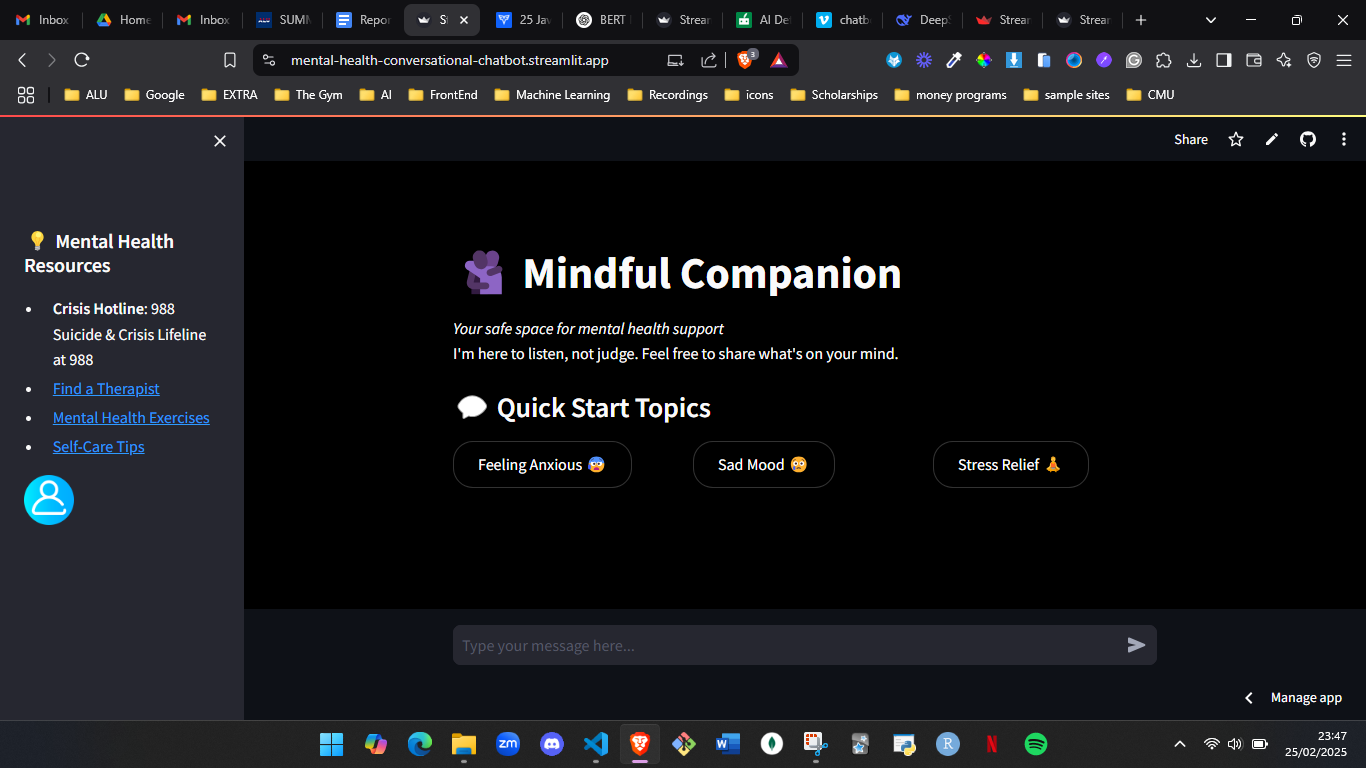 Inbox
Home
Inbox
SUMM
Repor
S
25 Jav
BERT
Strear
AI De
chatb
Deep
Strear
Strear
mental-health-conversational-chatbot.streamlit.app
3
ALU
Google
EXTRA
The Gym
AI
FrontEnd
Machine Learning
Recordings
icons
Scholarships
money programs
sample sites
CMU
Share
Mental Health
Resources
Crisis Hotline: 988
Suicide & Crisis Lifeline
at 988
Find a Therapist
Mental Health Exercises
Self-Care Tips
Mindful Companion
Your safe space for mental health support
I'm here to listen, not judge. Feel free to share what's on your mind.
Quick Start Topics
Feeling Anxious
Sad Mood
Stress Relief
Type your message here...
Manage app
zm
W
R
N
23:47
25/02/2025